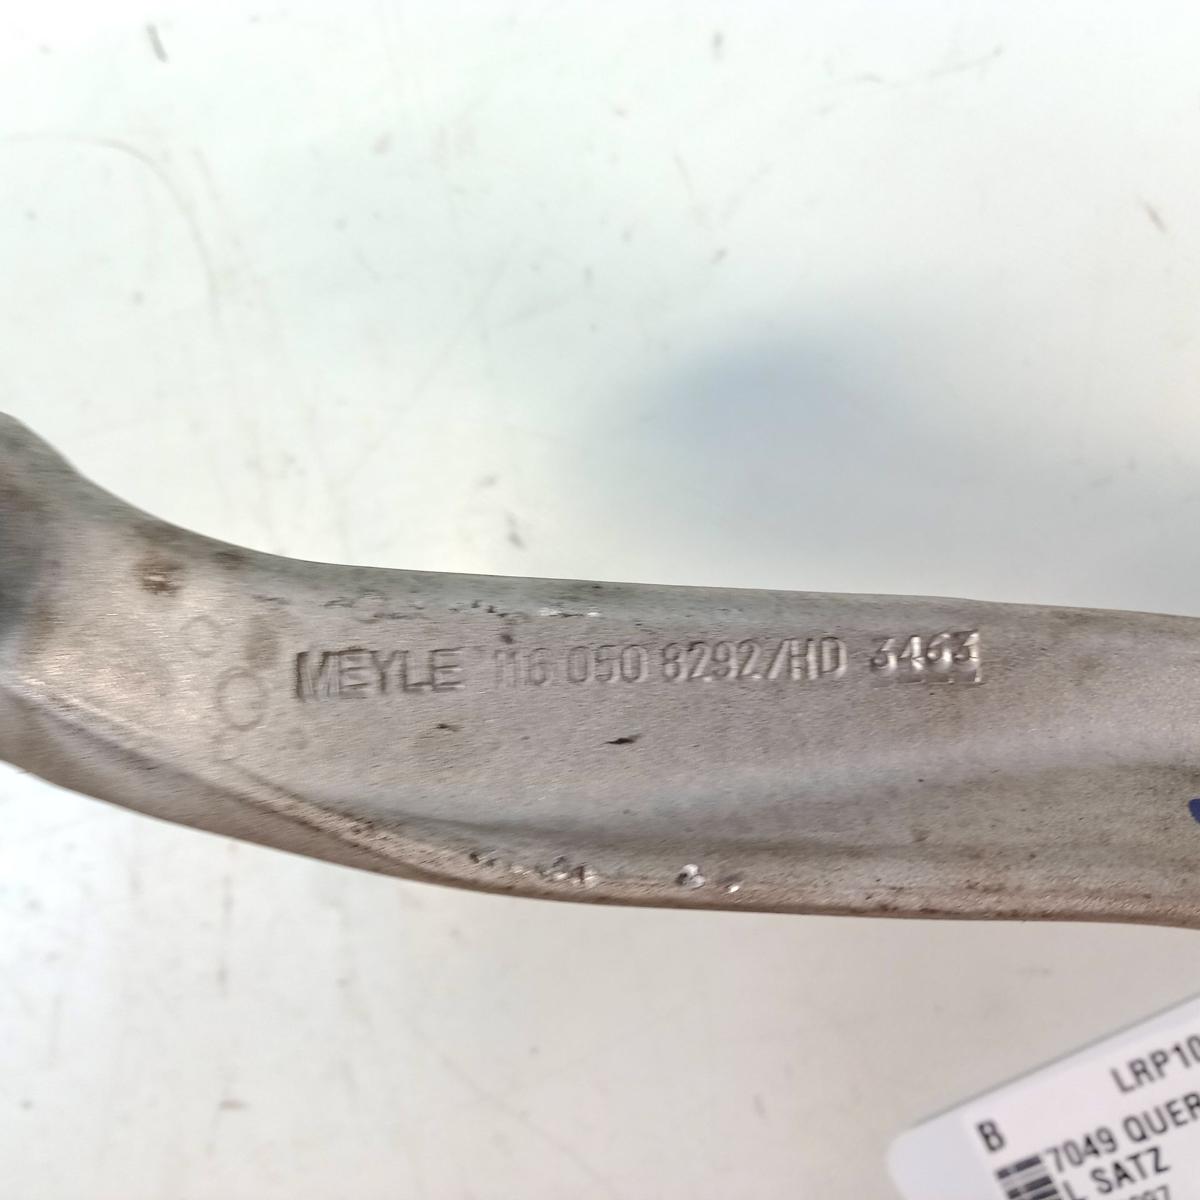 MEYLE 116 050 8292/HD 3463
LRP10
B
7049 QUER
L SATZ